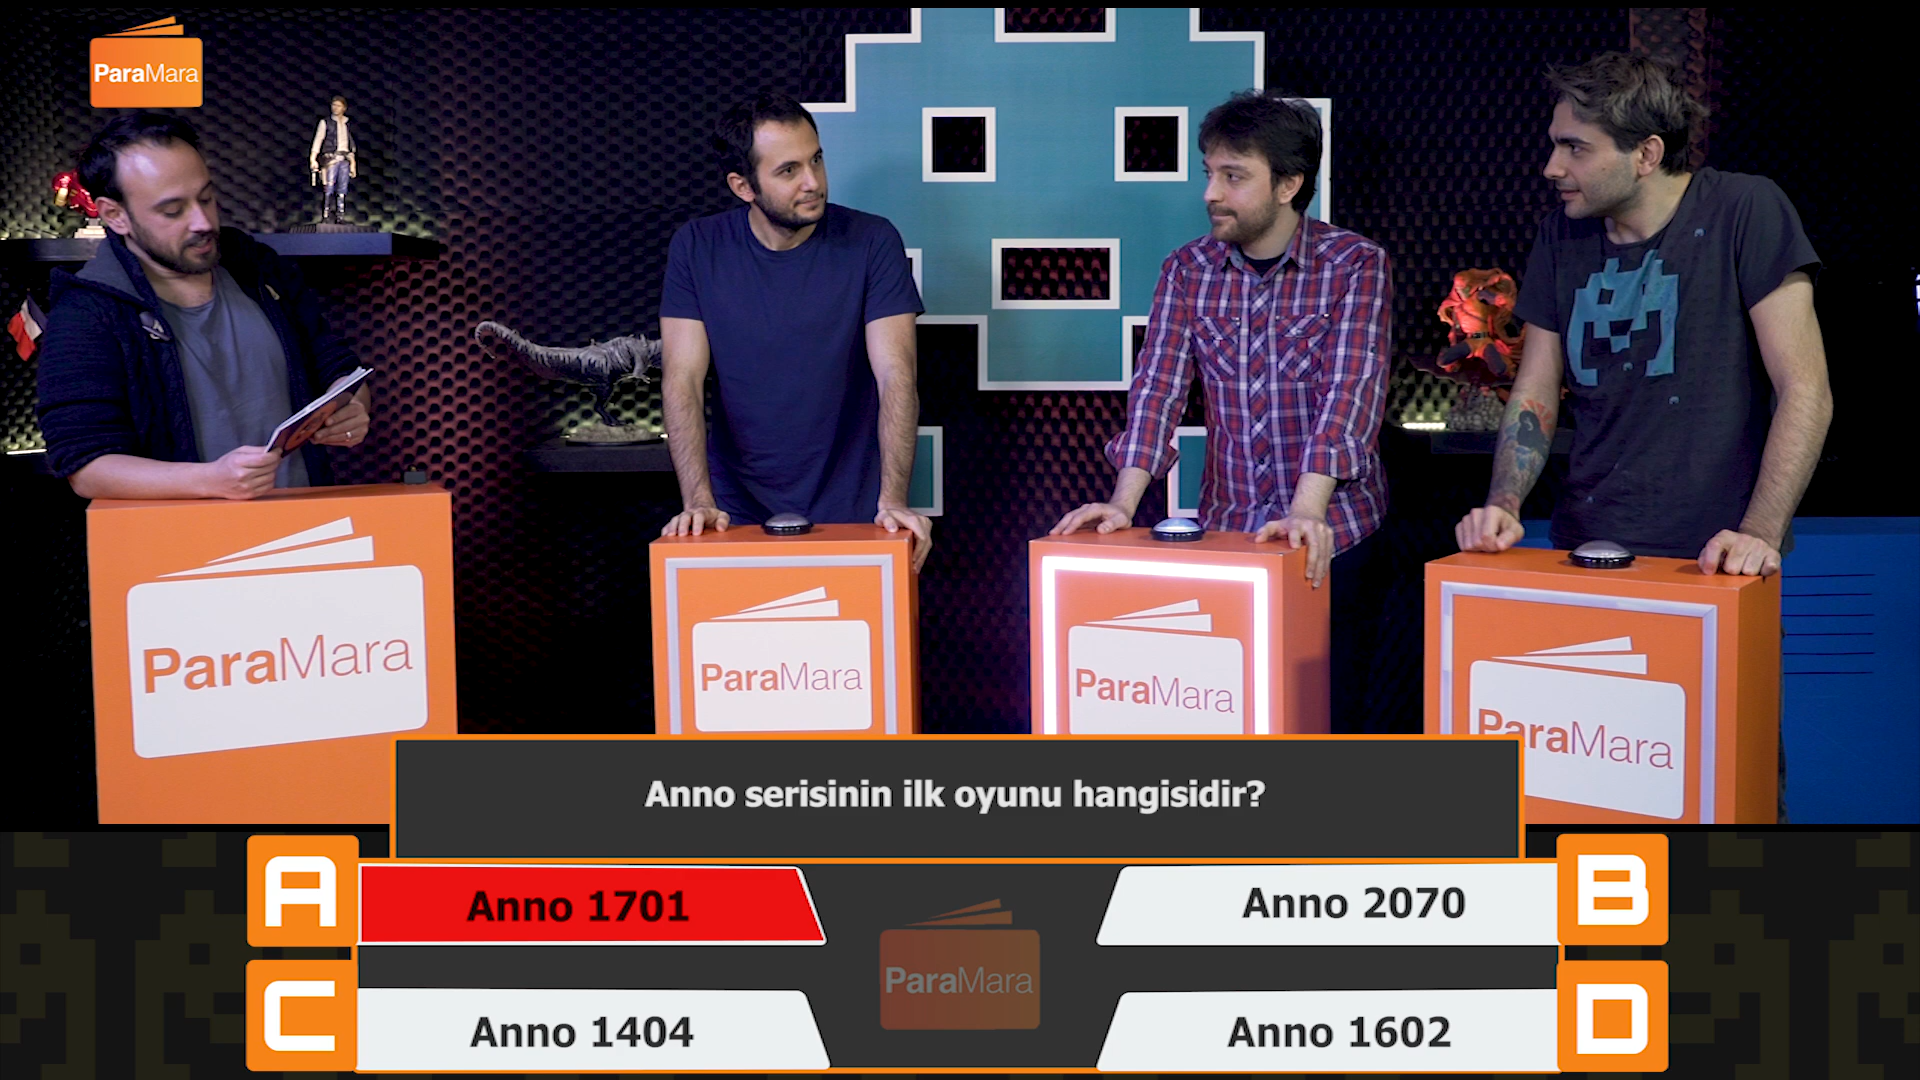 ParaMara
ParaMara
ParaMara
ParaMara
ParaMara
Anno serisinin ilk oyunu hangisidir?
A
Anno 1701
B
Anno 2070
ParaMara
C
Anno 1404
D
Anno 1602